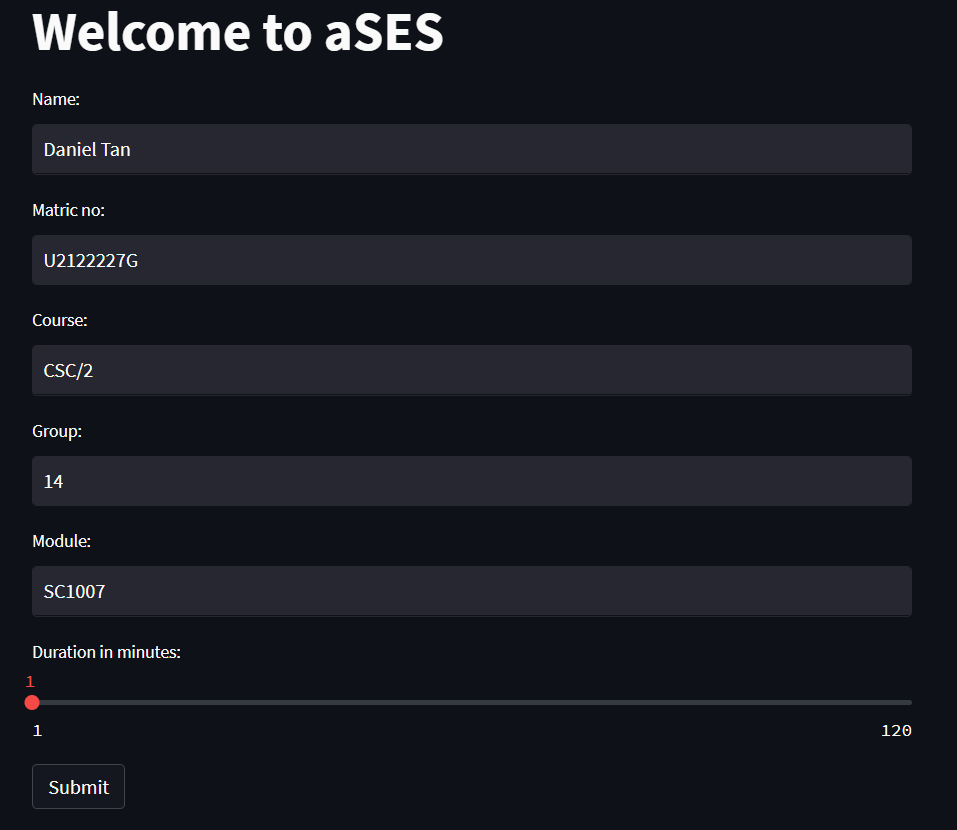 Welcome to aSES
Name:
Daniel Tan
Matric no:
U2122227G
Course:
CSC/2
Group:
14
Module:
SC1007
Duration in minutes:
1
1 120
Submit